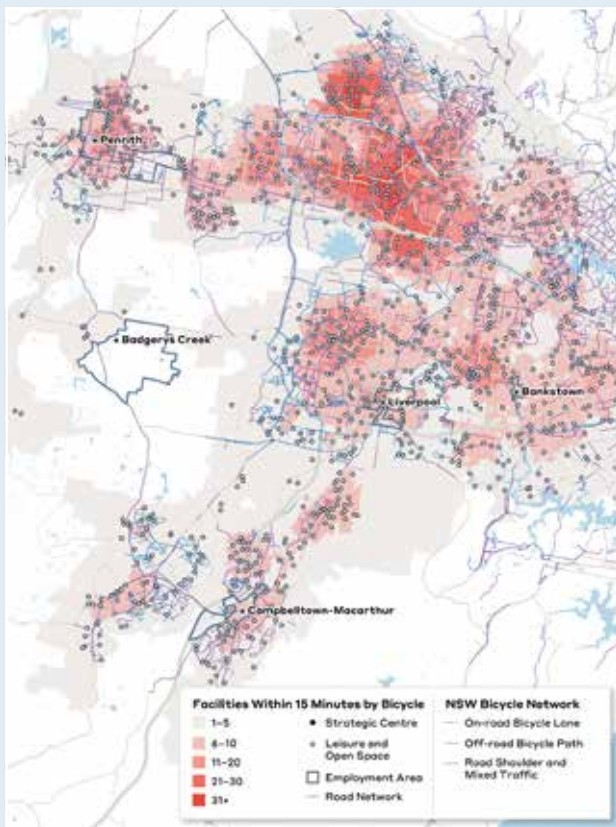 Penrith
Badgerys Creek
Liverpool
Bankstown
Campbelltown-Macarthur
Facilities Within 15 Minutes by Bicycle
1–5
6–10
11–20
21–30
31+
Strategic Centre
Leisure and
Open Space
Employment Area
Road Network
NSW Bicycle Network
On-road Bicycle Lane
Off-road Bicycle Path
Road Shoulder and
Mixed Traffic